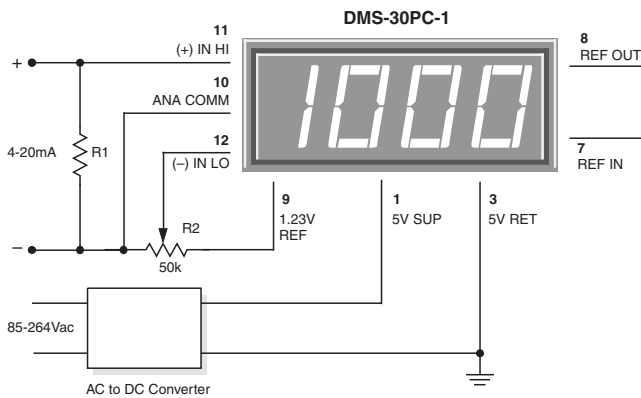 DMS-30PC-1
11
(+) IN HI
8
REF OUT
+
10
ANA COMM
1000
4-20mA
R1
12
(–) IN LO
7
REF IN
–
R2
50k
9
1.23V
REF
1
5V SUP
3
5V RET
85-264Vac
AC to DC Converter